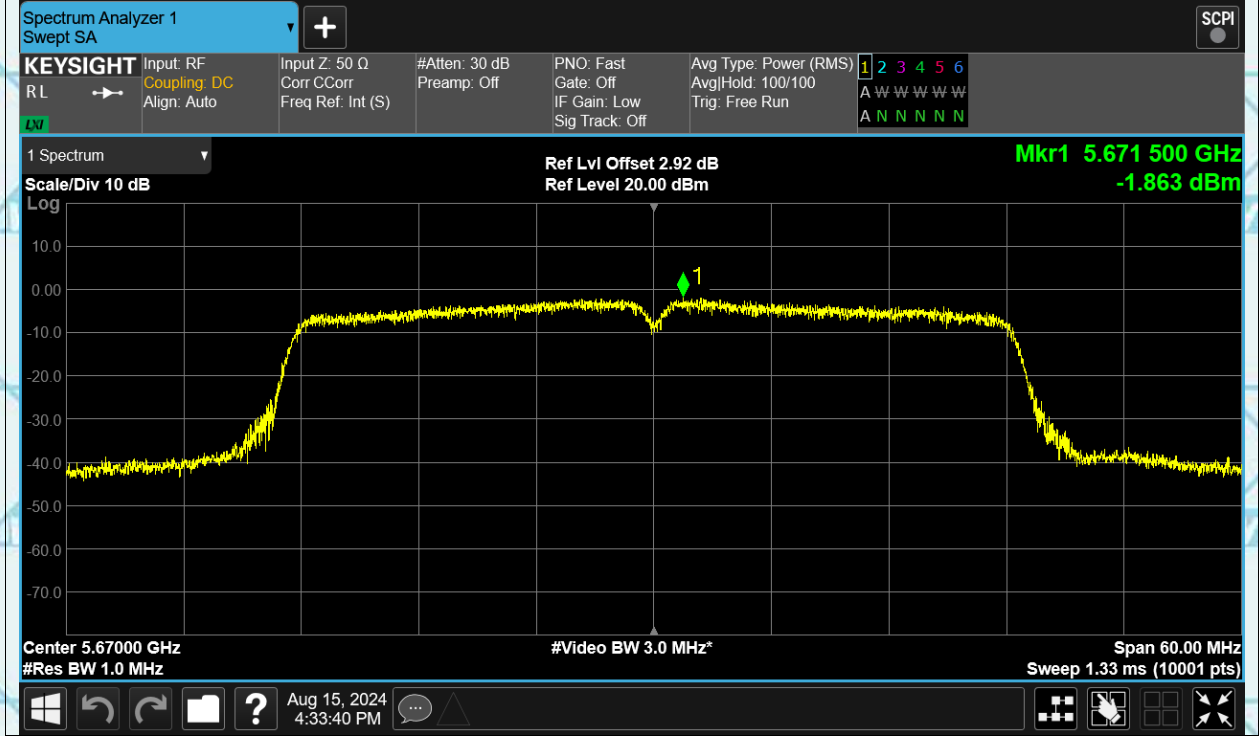 Spectrum Analyzer 1
Swept SA
SCPI
KEYSIGHT
R L
LXI
Input: RF
Coupling: DC
Align: Auto
Input Z: 50 Ω
Corr CCorr
Freq Ref: Int (S)
#Atten: 30 dB
Preamp: Off
PNO: Fast
Gate: Off
IF Gain: Low
Sig Track: Off
Avg Type: Power (RMS)
Avg|Hold: 100/100
Trig: Free Run
1 2 3 4 5 6
A W W W W W
A N N N N N
1 Spectrum
Scale/Div 10 dB
Ref Lvl Offset 2.92 dB
Ref Level 20.00 dBm
Mkr1 5.671 500 GHz
-1.863 dBm
Log
10.0
0.00
-10.0
-20.0
-30.0
-40.0
-50.0
-60.0
-70.0
1
Center 5.67000 GHz
#Video BW 3.0 MHz*
Span 60.00 MHz
#Res BW 1.0 MHz
Sweep 1.33 ms (10001 pts)
?
Aug 15, 2024
4:33:40 PM